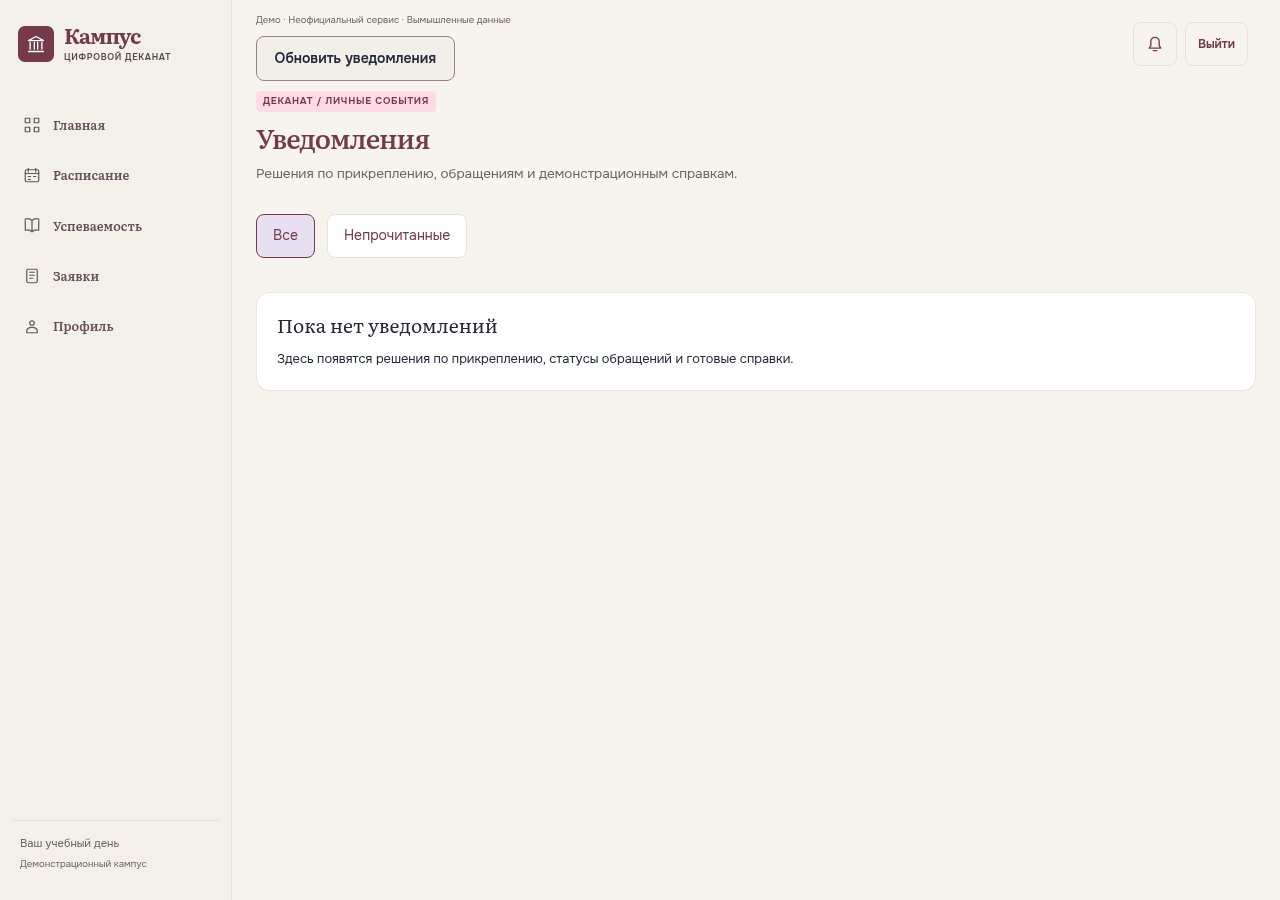 Кампус
ЦИФРОВОЙ ДЕКАНАТ
Главная
Расписание
Успеваемость
Заявки
Профиль
Ваш учебный день
Демонстрационный кампус
Демо · Неофициальный сервис · Вымышленные данные
Обновить уведомления
Выйти
ДЕКАНАТ / ЛИЧНЫЕ СОБЫТИЯ
Уведомления
Решения по прикреплению, обращениям и демонстрационным справкам.
Все
Непрочитанные
Пока нет уведомлений
Здесь появятся решения по прикреплению, статусы обращений и готовые справки.